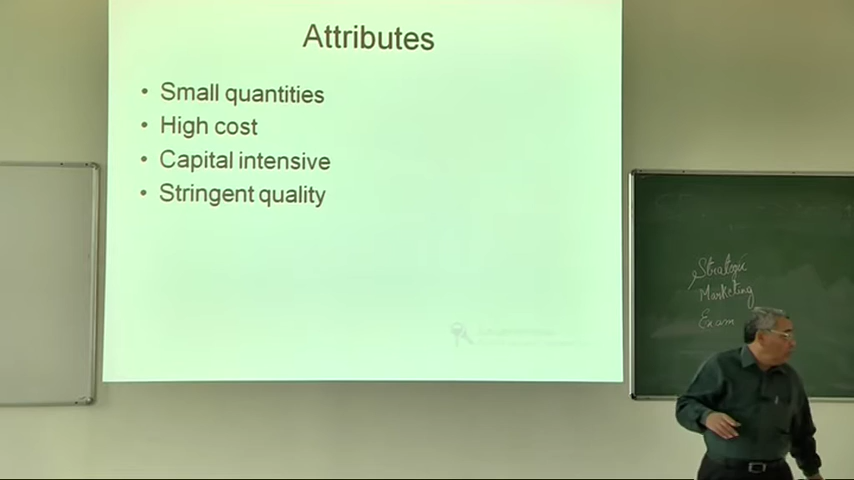 Attributes
• Small quantities
• High cost
• Capital intensive
• Stringent quality
Strategic
Marketing
Exam